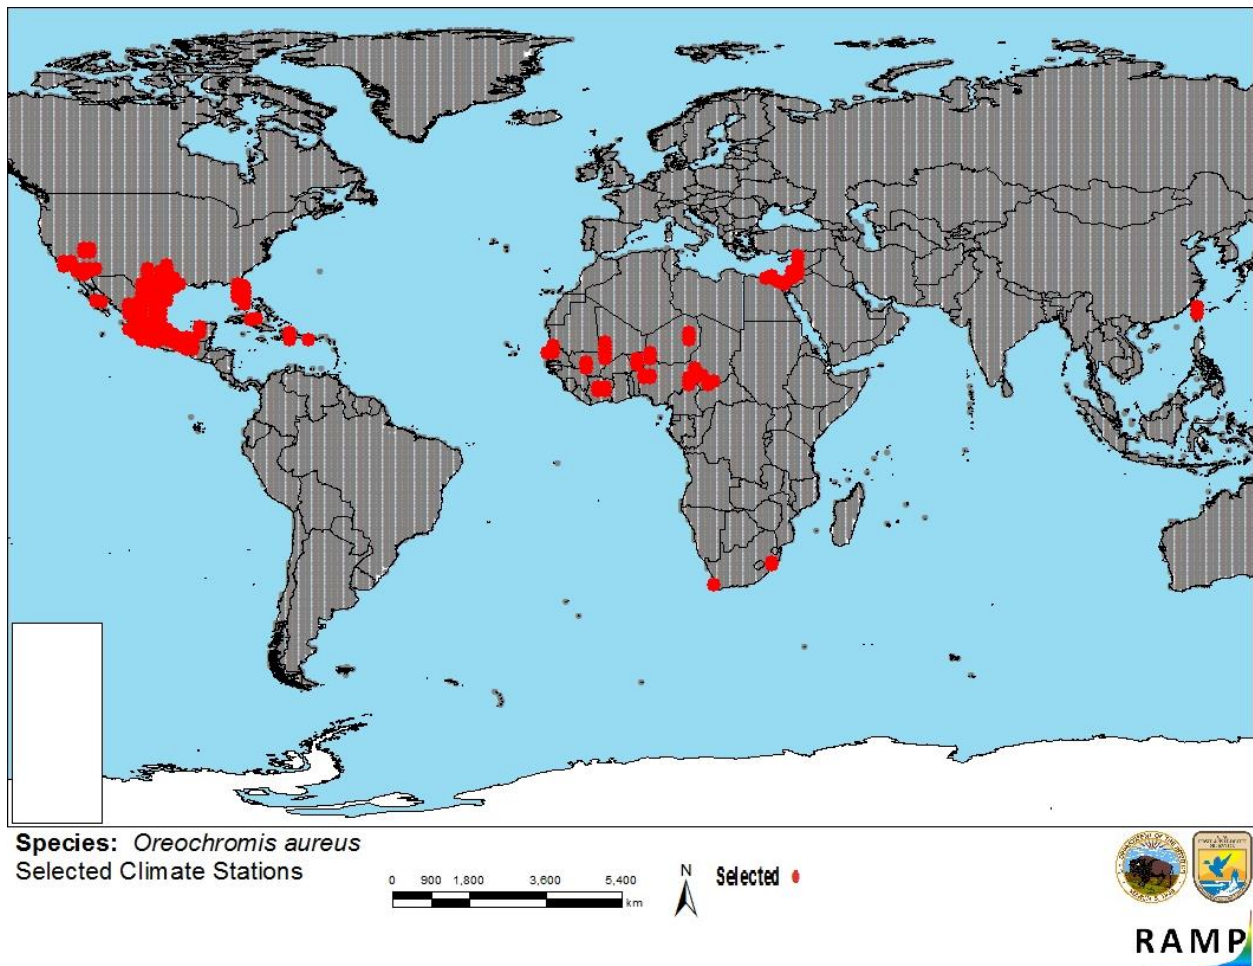 Species: Oreochromis aureus
Selected Climate Stations
0 900 1,800 3,600 5,400
km
N
Selected
RAMP